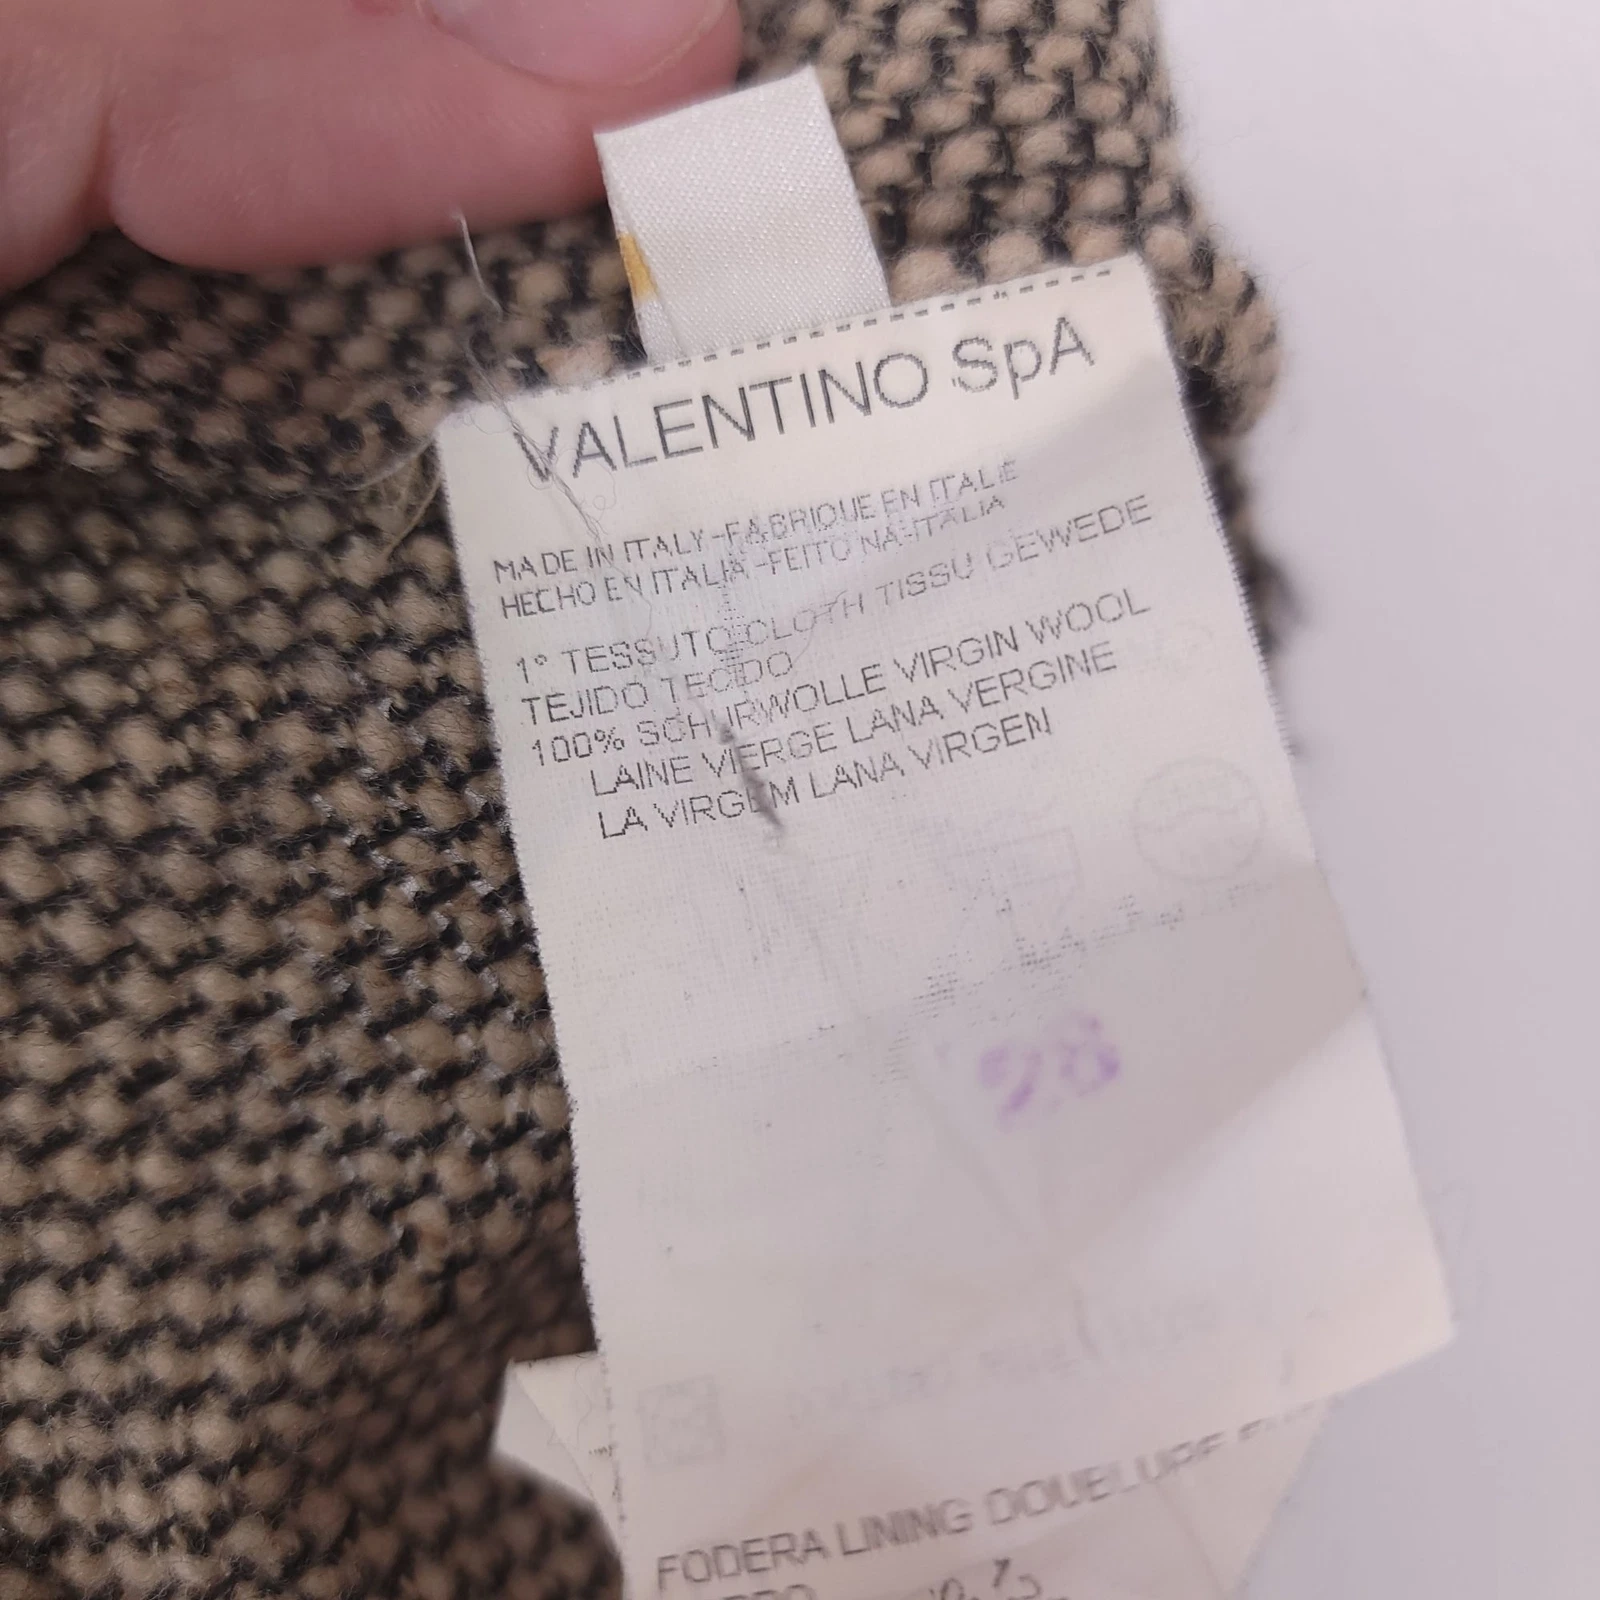 VALENTINO SpA
MADE IN ITALY-FABRIQUE EN ITALIE
HECHO EN ITALIA-FEITO NA-ITALIA
1° TESSUTO CLOTH TISSU GEWEDE
TEJIDO TECIDO
100% SCHURWOLLE VIRGIN WOOL
LAINE VIERGE LANA VERGINE
LA VIRGEM LANA VIRGEN
28
FODERA LINING DOUBLURE